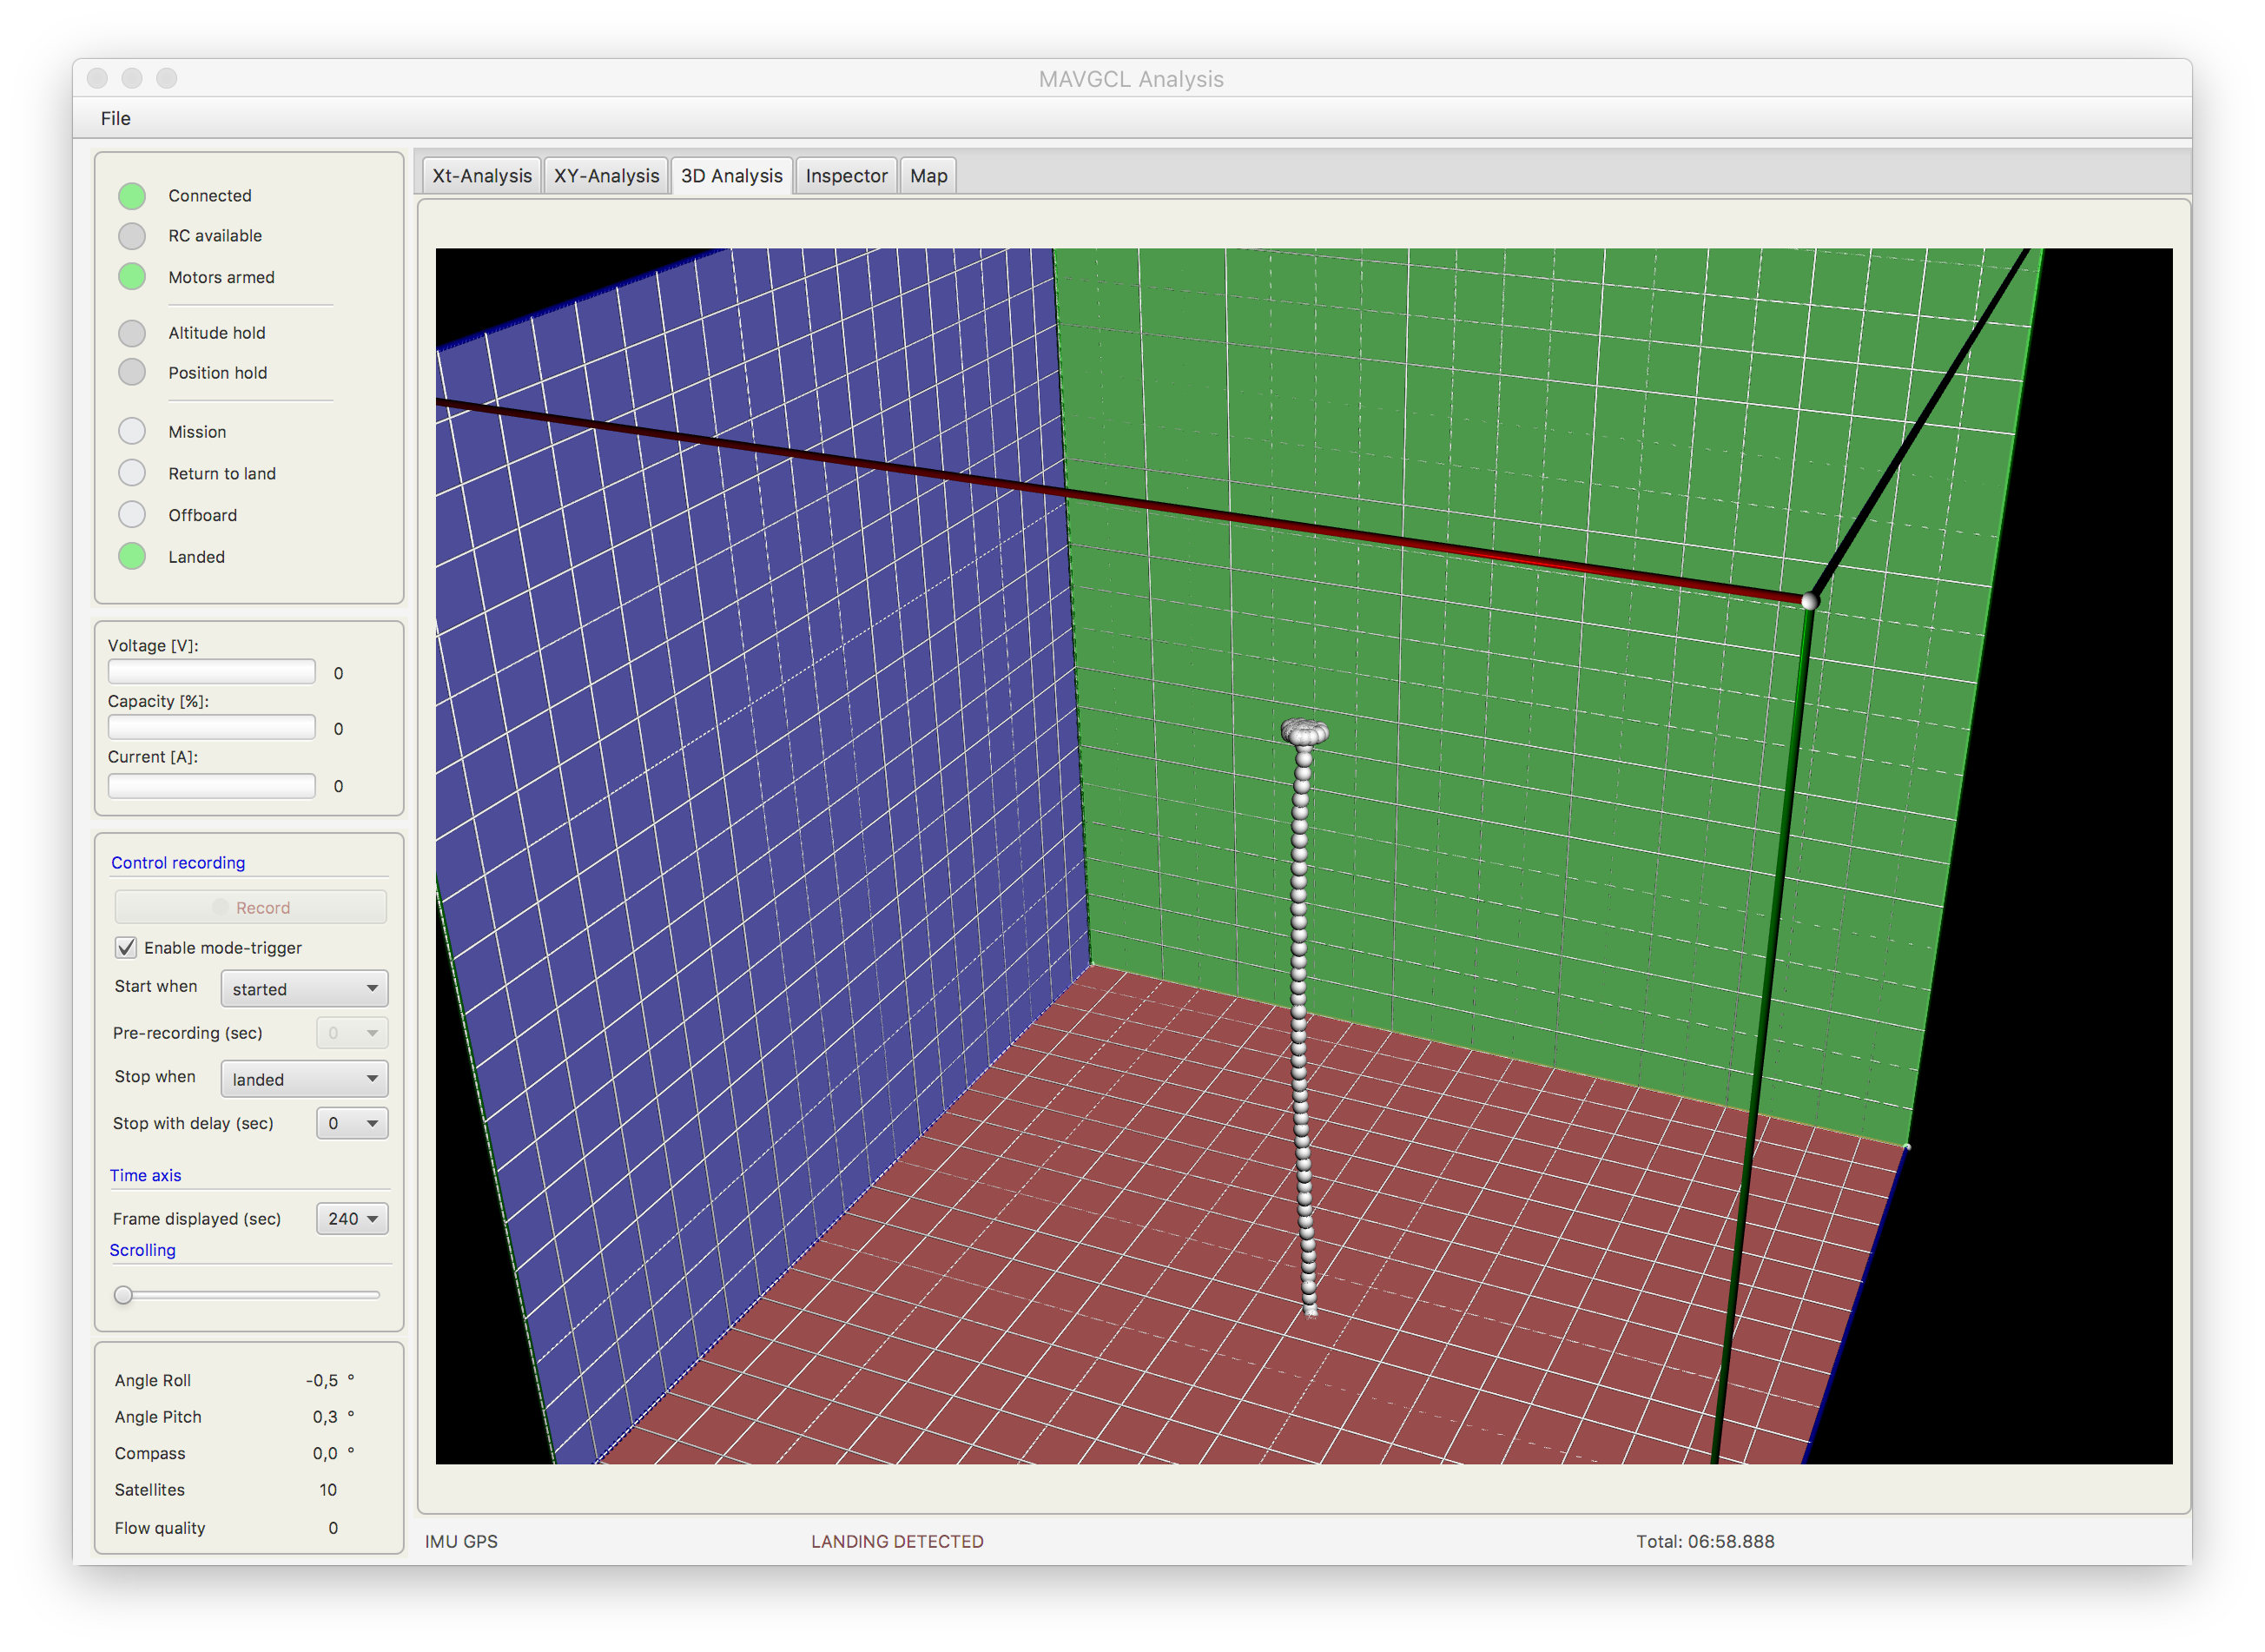 MAVGCL Analysis
File
Connected
RC available
Motors armed
Altitude hold
Position hold
Mission
Return to land
Offboard
Landed
Voltage [V]:
0
Capacity [%]:
0
Current [A]:
0
Control recording
Record
Enable mode-trigger
Start when started
Pre-recording (sec) 0
Stop when landed
Stop with delay (sec) 0
Time axis
Frame displayed (sec) 240
Scrolling
Angle Roll -0,5 °
Angle Pitch 0,3 °
Compass 0,0 °
Satellites 10
Flow quality 0
Xt-Analysis XY-Analysis 3D Analysis Inspector Map
IMU GPS LANDING DETECTED Total: 06:58.888